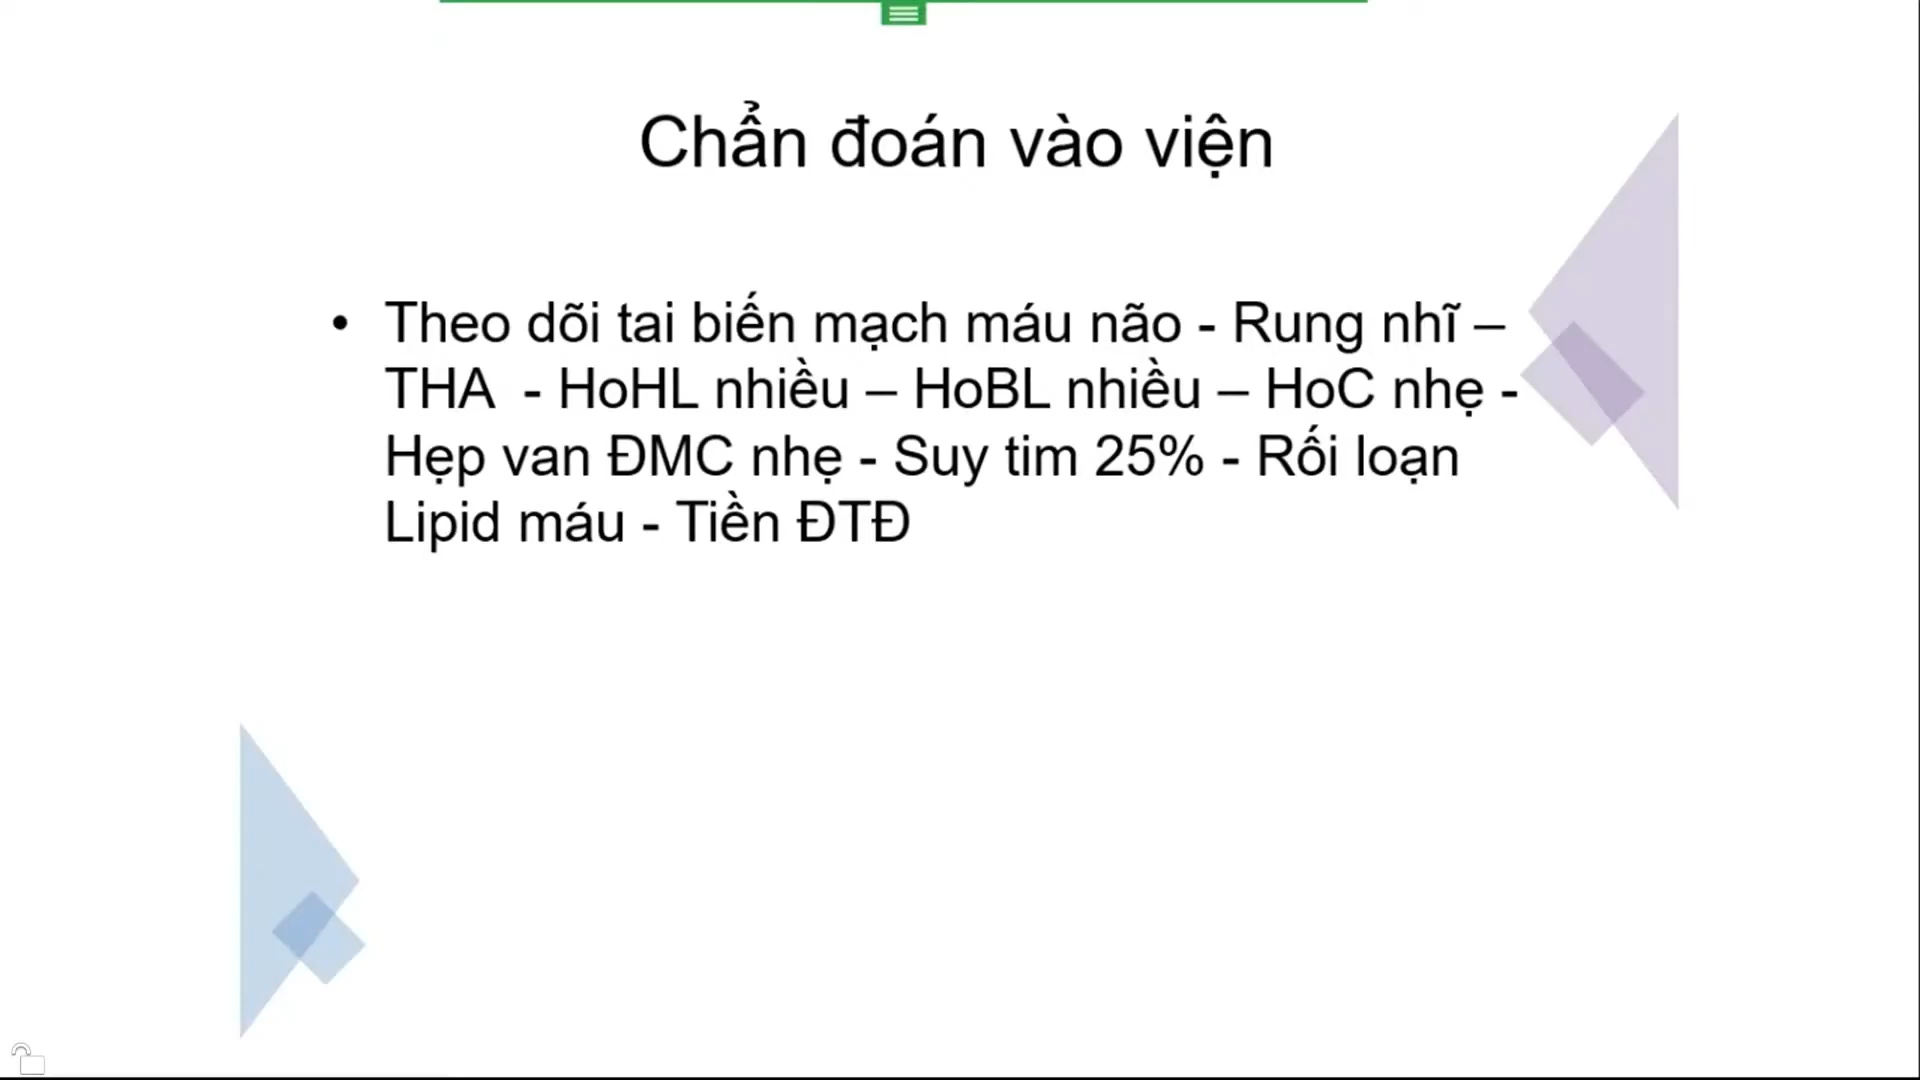 Chẩn đoán vào viện
• Theo dõi tai biến mạch máu não - Rung nhĩ –
THA - HoHL nhiều – HoBL nhiều – HoC nhẹ -
Hẹp van ĐMC nhẹ - Suy tim 25% - Rối loạn
Lipid máu - Tiền ĐTĐ